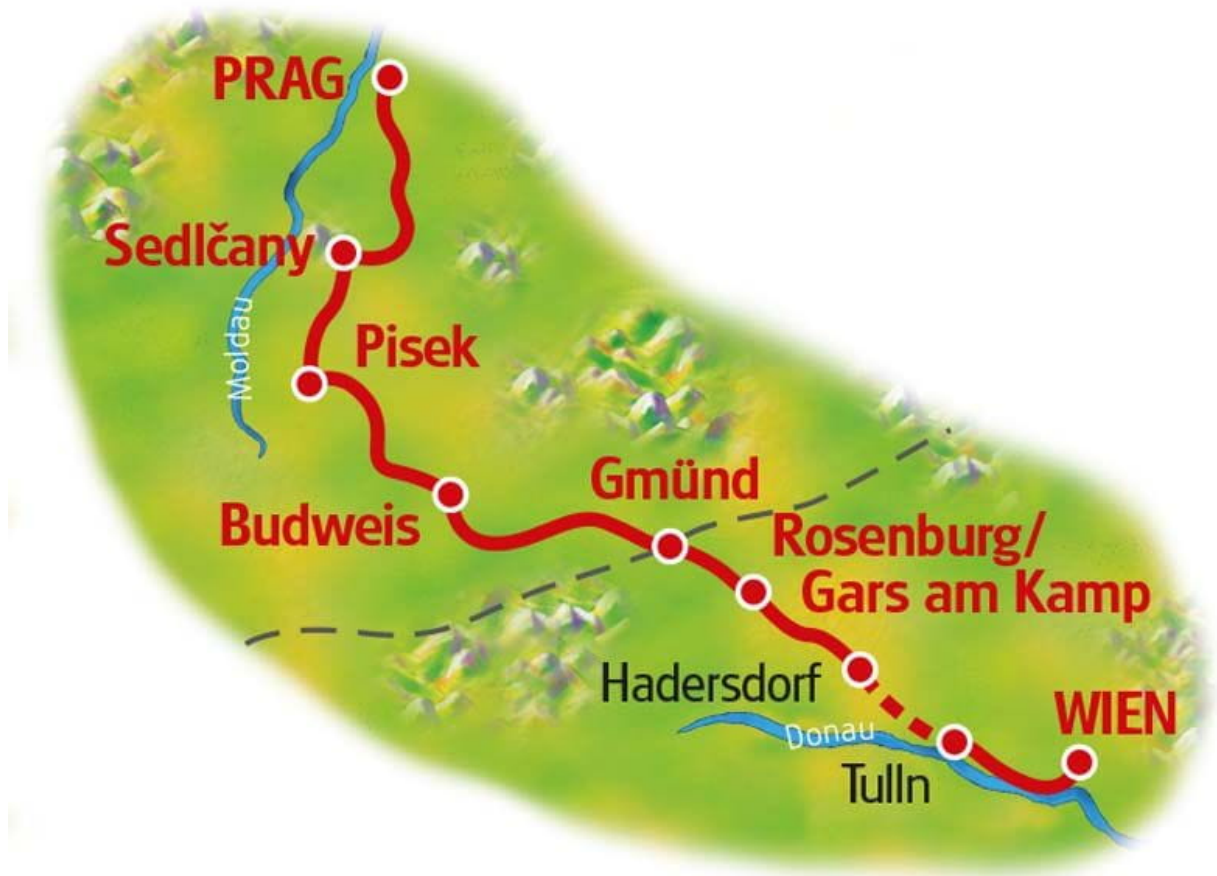 PRAG
Sedlčany
Moldau
Pisek
Gmünd
Budweis
Rosenburg/
Gars am Kamp
Hadersdorf
WIEN
Donau
Tulln